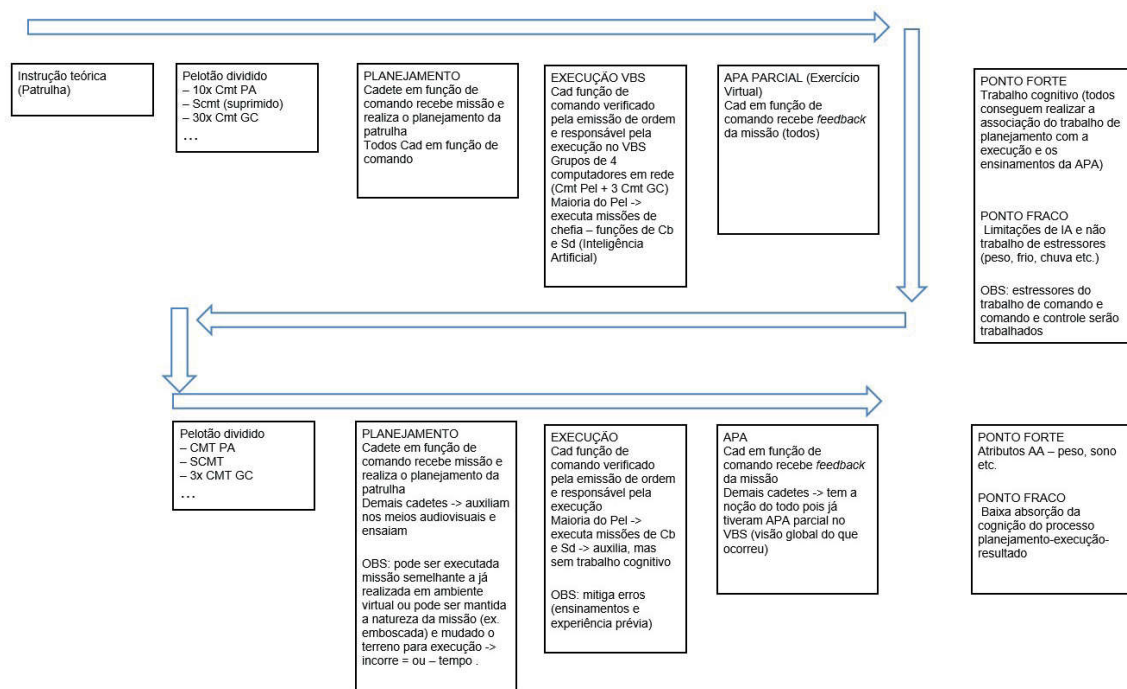 Instrução teórica
(Patrulha)
Pelotão dividido
– 10x Cmt PA
– Scmt (suprimido)
– 30x Cmt GC
…
PLANEJAMENTO
Cadete em função de
comando recebe missão e
realiza o planejamento da
patrulha
Todos Cad em função de
comando
EXECUÇÃO VBS
Cad função de
comando verificado
pela emissão de ordem
e responsável pela
execução no VBS
Grupos de 4
computadores em rede
(Cmt Pel + 3 Cmt GC)
Maioria do Pel ->
executa missões de
chefia – funções de Cb
e Sd (Inteligência
Artificial)
APA PARCIAL (Exercício
Virtual)
Cad em função de
comando recebe feedback
da missão (todos)
PONTO FORTE
Trabalho cognitivo (todos
conseguem realizar a
associação do trabalho de
planejamento com a
execução e os
ensinamentos da APA)
PONTO FRACO
Limitações de IA e não
trabalho de estressores
(peso, frio, chuva etc.)
OBS: estressores do
trabalho de comando e
comando e controle serão
trabalhados
Pelotão dividido
– CMT PA
– SCMT
– 3x CMT GC
…
PLANEJAMENTO
Cadete em função de
comando recebe missão e
realiza o planejamento da
patrulha
Demais cadetes -> auxiliam
nos meios audiovisuais e
ensaiam
OBS: pode ser executada
missão semelhante a já
realizada em ambiente
virtual ou pode ser mantida
a natureza da missão (ex.
emboscada) e mudado o
terreno para execução ->
incorre = ou – tempo .
EXECUÇÃO
Cad função de
comando verificado
pela emissão de ordem
e responsável pela
execução
Maioria do Pel ->
executa missões de Cb
e Sd -> auxilia, mas
sem trabalho cognitivo
OBS: mitiga erros
(ensinamentos e
experiência prévia)
APA
Cad em função de
comando recebe feedback
da missão
Demais cadetes -> tem a
noção do todo pois já
tiveram APA parcial no
VBS (visão global do que
ocorreu)
PONTO FORTE
Atributos AA – peso, sono
etc.
PONTO FRACO
Baixa absorção da
cognição do processo
planejamento-execução-
resultado